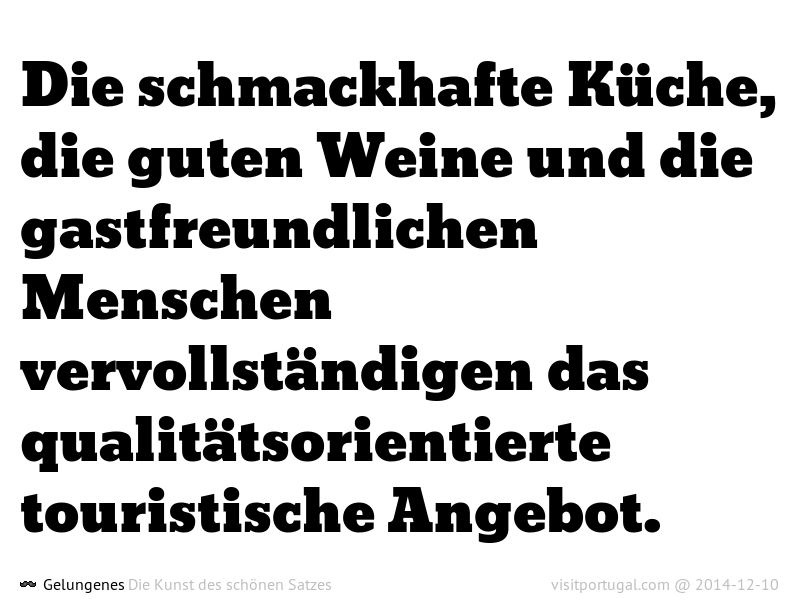 Die schmackhafte Küche,
die guten Weine und die
gastfreundlichen
Menschen
vervollständigen das
qualitätsorientierte
touristische Angebot.
Gelungenes Die Kunst des schönen Satzes visitportugal.com @ 2014-12-10